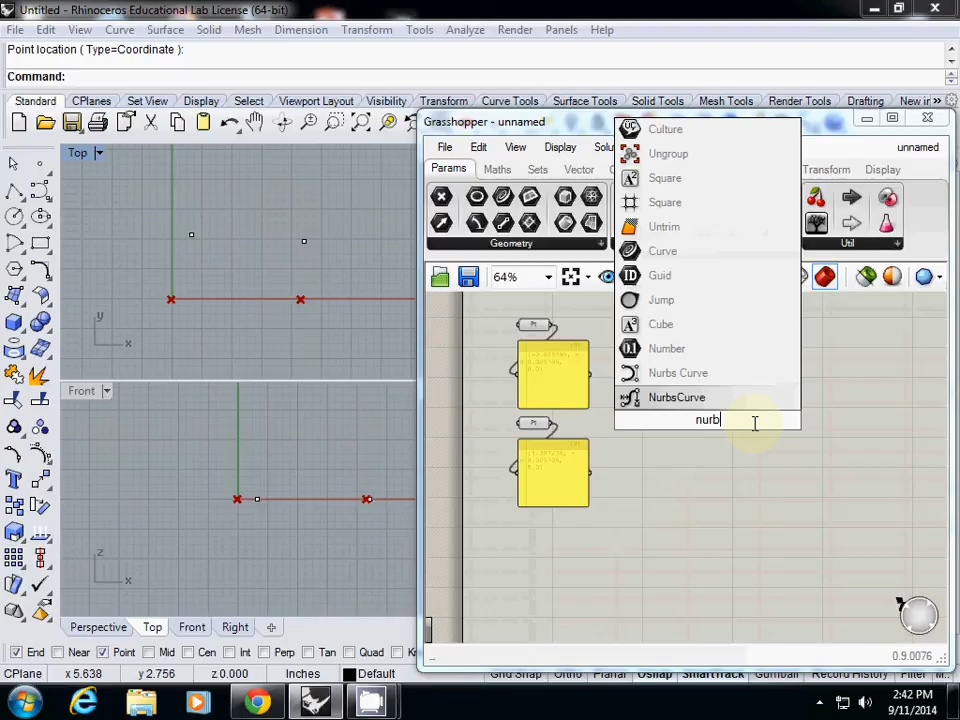 Untitled - Rhinoceros Educational Lab License (64-bit)
File Edit View Curve Surface Solid Mesh Dimension Transform Tools Analyze Render Panels Help
Point location ( Type=Coordinate ):
Command:
Standard CPlanes Set View Display Select Viewport Layout Visibility Transform Curve Tools Surface Tools Solid Tools Mesh Tools Render Tools Drafting New in »
Top
y
x
Front
z
x
Grasshopper - unnamed
File Edit View Display Solu unnamed
Params Maths Sets Vector Transform Display
Geometry Util
64%
Pt
Pt
Culture
Ungroup
Square
Square
Untrim
Curve
Guid
Jump
Cube
Number
Nurbs Curve
NurbsCurve
nurb
0.9.0076
Perspective Top Front Right
End Near Point Mid Cen Int Perp Tan Quad Kn
CPlane x 5.638 y 2.756 z 0.000 Inches Default Grid Snap Ortho Planar Osnap SmartTrack Gumball Record History Filter M
2:42 PM
9/11/2014